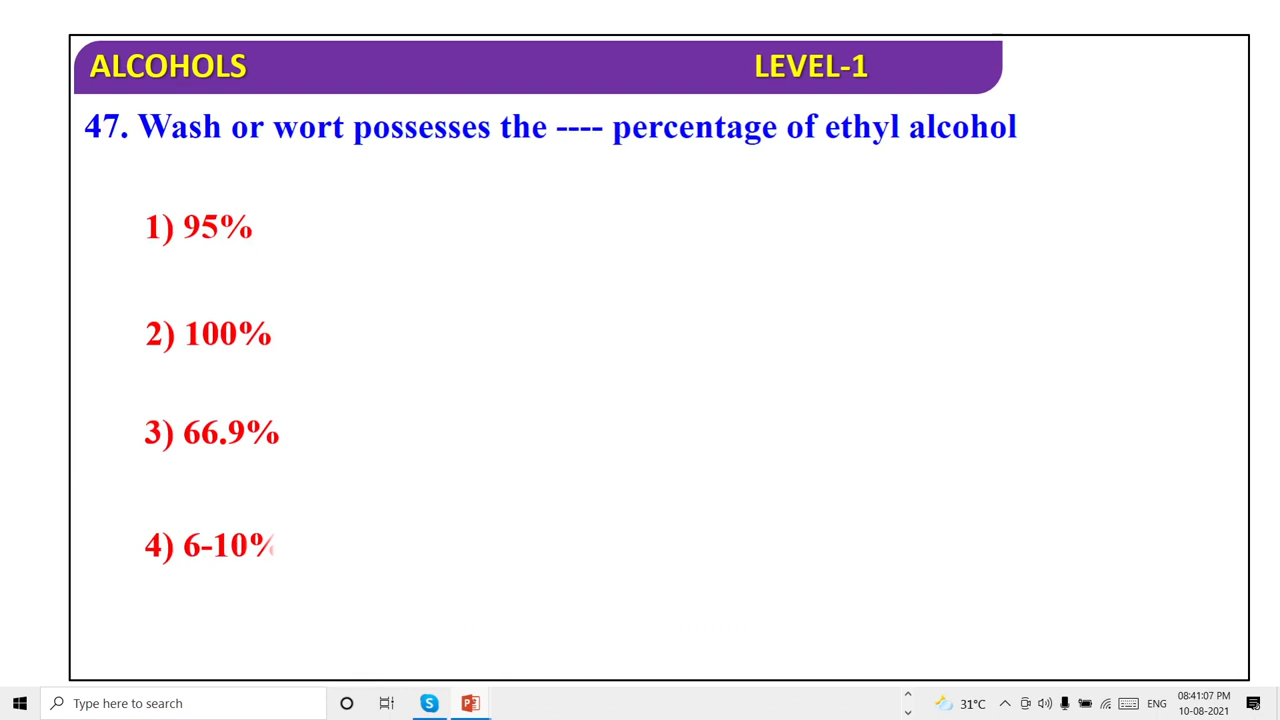 ALCOHOLS LEVEL-1
47. Wash or wort possesses the ---- percentage of ethyl alcohol
1) 95%
2) 100%
3) 66.9%
4) 6-10%
Type here to search 31°C ENG 08:41:07 PM
10-08-2021